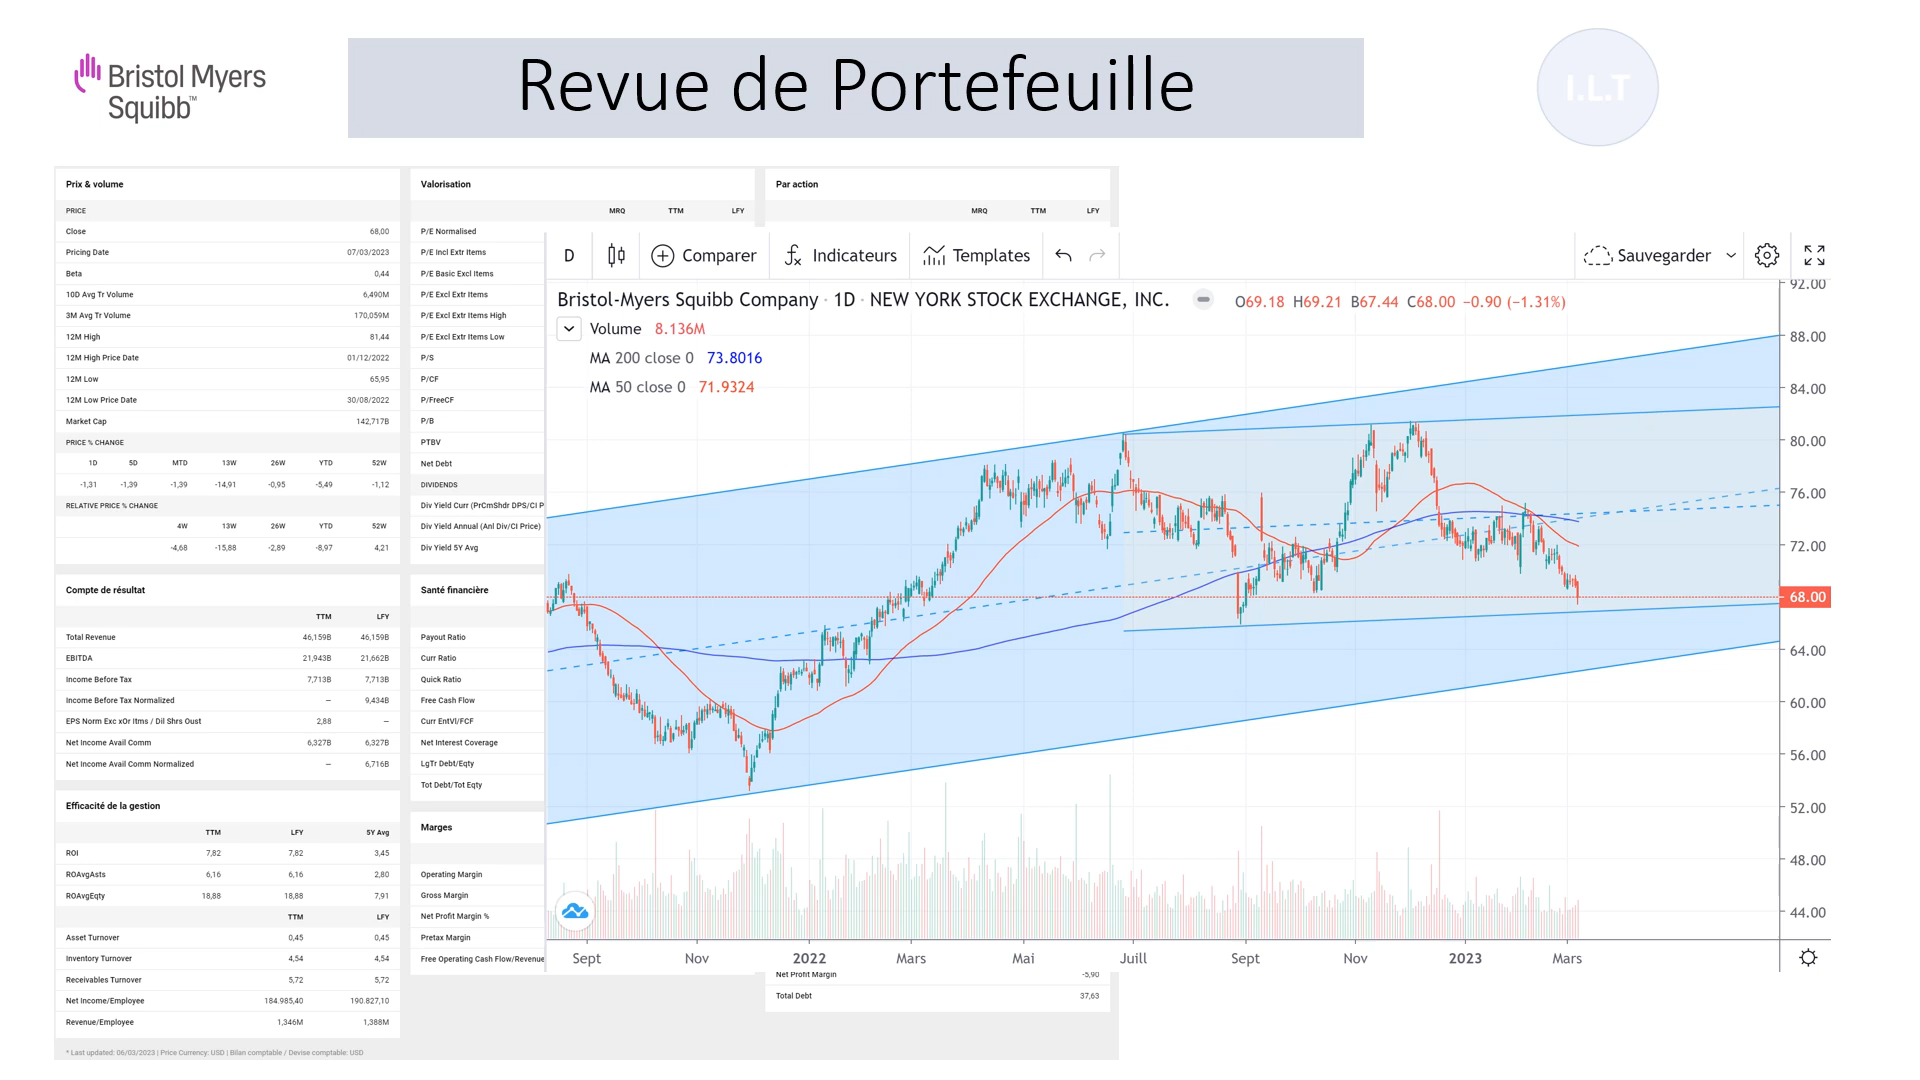 Bristol Myers
Squibb™
Revue de Portefeuille
I.L.T
Prix & volume
PRICE
Close 68,00
Pricing Date 07/03/2023
Beta 0,44
10D Avg Tr Volume 6,490M
3M Avg Tr Volume 170,059M
12M High 81,44
12M High Price Date 01/12/2022
12M Low 65,95
12M Low Price Date 30/08/2022
Market Cap 142,717B
PRICE % CHANGE
1D 5D MTD 13W 26W YTD 52W
-1,31 -1,39 -1,39 -14,91 -0,95 -5,49 -1,12
RELATIVE PRICE % CHANGE
4W 13W 26W YTD 52W
-4,68 -15,88 -2,89 -8,97 4,21
Compte de résultat
TTM LFY
Total Revenue 46,159B 46,159B
EBITDA 21,943B 21,662B
Income Before Tax 7,713B 7,713B
Income Before Tax Normalized – 9,434B
EPS Norm Exc xOr Itms / Dil Shrs Oust 2,88 –
Net Income Avail Comm 6,327B 6,327B
Net Income Avail Comm Normalized – 6,716B
Efficacité de la gestion
TTM LFY 5Y Avg
ROI 7,82 7,82 3,45
ROAvgAsts 6,16 6,16 2,80
ROAvgEqty 18,88 18,88 7,91
TTM LFY
Asset Turnover 0,45 0,45
Inventory Turnover 4,54 4,54
Receivables Turnover 5,72 5,72
Net Income/Employee 184.985,40 190.827,10
Revenue/Employee 1,346M 1,388M
* Last updated: 06/03/2023 | Price Currency: USD | Bilan comptable / Devise comptable: USD
Valorisation
MRQ TTM LFY
P/E Normalised
P/E Incl Extr Items
P/E Basic Excl Items
P/E Excl Extr Items
P/E Excl Extr Items High
P/E Excl Extr Items Low
P/S
P/CF
P/FreeCF
P/B
PTBV
Net Debt
DIVIDENDS
Div Yield Curr (PrCmShdr DPS/Cl P
Div Yield Annual (Anl Div/Cl Price)
Div Yield 5Y Avg
Santé financière
Payout Ratio
Curr Ratio
Quick Ratio
Free Cash Flow
Curr EntVl/FCF
Net Interest Coverage
LgTr Debt/Eqty
Tot Debt/Tot Eqty
Marges
Operating Margin
Gross Margin
Net Profit Margin %
Pretax Margin
Free Operating Cash Flow/Revenue
Par action
MRQ TTM LFY
Net Profit Margin -5,90
Total Debt 37,63
D Comparer Indicateurs Templates Sauvegarder
Bristol-Myers Squibb Company · 1D · NEW YORK STOCK EXCHANGE, INC. O69.18 H69.21 B67.44 C68.00 −0.90 (−1.31%)
Volume 8.136M
MA 200 close 0 73.8016
MA 50 close 0 71.9324
92.00
88.00
84.00
80.00
76.00
72.00
68.00
64.00
60.00
56.00
52.00
48.00
44.00
Sept Nov 2022 Mars Mai Juill Sept Nov 2023 Mars